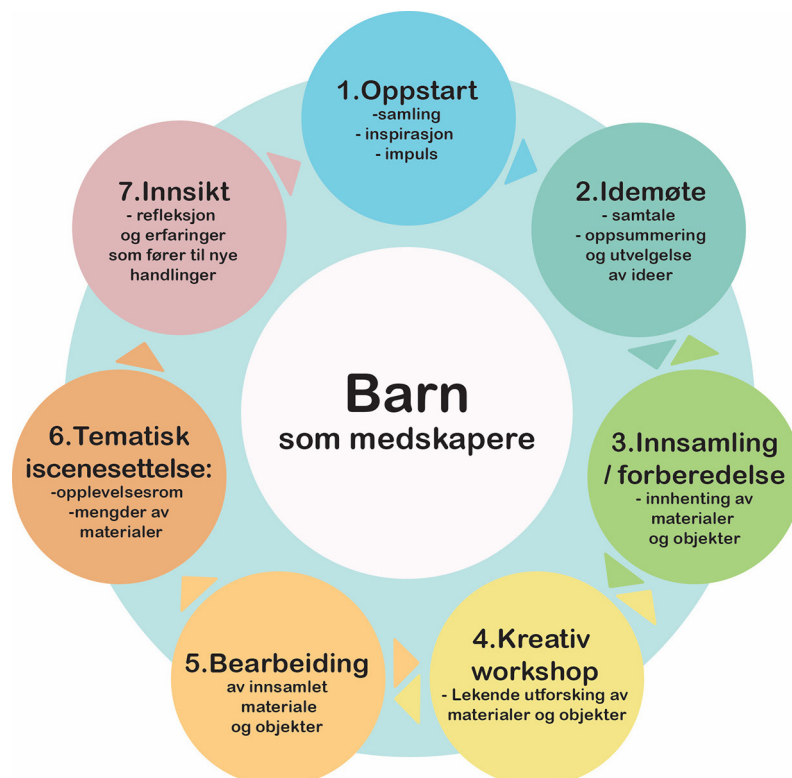 1.Oppstart
-samling
- inspirasjon
- impuls
2.Idemøte
- samtale
- oppsummering
og utvelgelse
av ideer
3.Innsamling
/ forberedelse
- innhenting av
materialer
og objekter
4.Kreativ
workshop
- Lekende utforsking av
materialer og objekter
5.Bearbeiding
av innsamlet
materiale
og objekter
6.Tematisk
iscenesettelse:
-opplevelsesrom
-mengder av
materialer
7.Innsikt
- refleksjon
og erfaringer
som fører til nye
handlinger
Barn
som medskapere